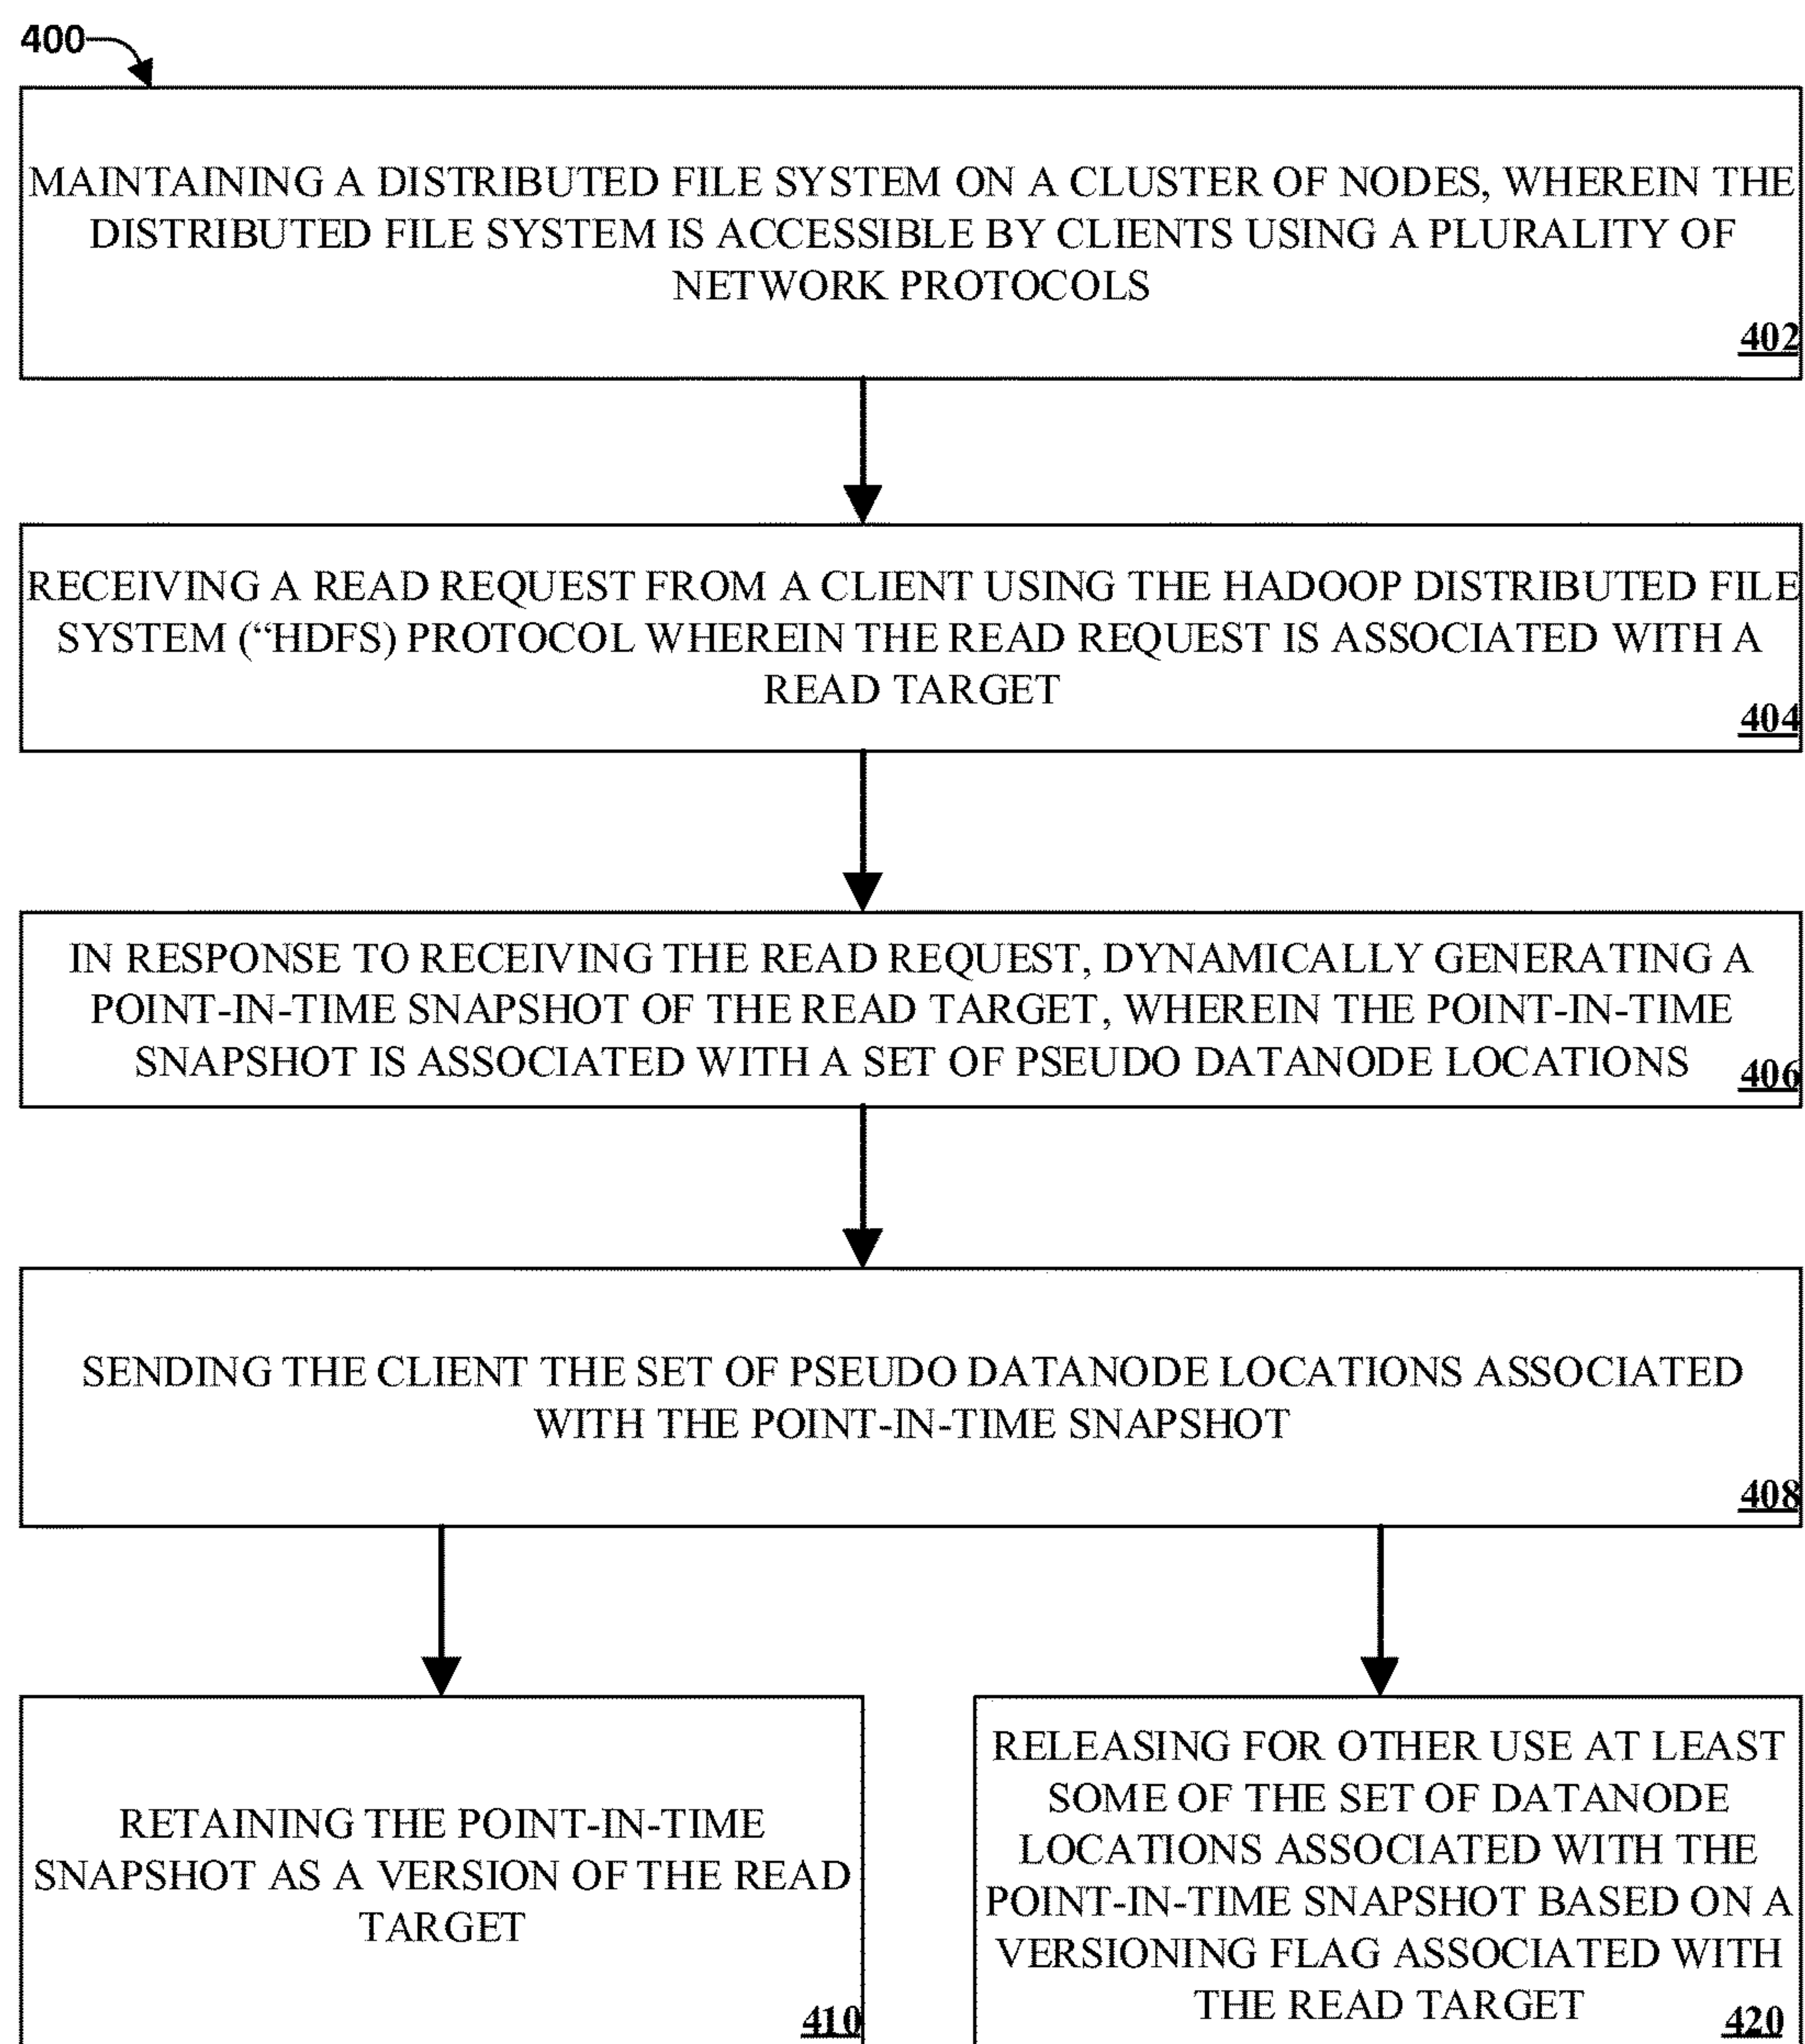 400
MAINTAINING A DISTRIBUTED FILE SYSTEM ON A CLUSTER OF NODES, WHEREIN THE
DISTRIBUTED FILE SYSTEM IS ACCESSIBLE BY CLIENTS USING A PLURALITY OF
NETWORK PROTOCOLS
402
RECEIVING A READ REQUEST FROM A CLIENT USING THE HADOOP DISTRIBUTED FILE
SYSTEM (“HDFS) PROTOCOL WHEREIN THE READ REQUEST IS ASSOCIATED WITH A
READ TARGET
404
IN RESPONSE TO RECEIVING THE READ REQUEST, DYNAMICALLY GENERATING A
POINT-IN-TIME SNAPSHOT OF THE READ TARGET, WHEREIN THE POINT-IN-TIME
SNAPSHOT IS ASSOCIATED WITH A SET OF PSEUDO DATANODE LOCATIONS
406
SENDING THE CLIENT THE SET OF PSEUDO DATANODE LOCATIONS ASSOCIATED
WITH THE POINT-IN-TIME SNAPSHOT
408
RETAINING THE POINT-IN-TIME
SNAPSHOT AS A VERSION OF THE READ
TARGET
410
RELEASING FOR OTHER USE AT LEAST
SOME OF THE SET OF DATANODE
LOCATIONS ASSOCIATED WITH THE
POINT-IN-TIME SNAPSHOT BASED ON A
VERSIONING FLAG ASSOCIATED WITH
THE READ TARGET
420